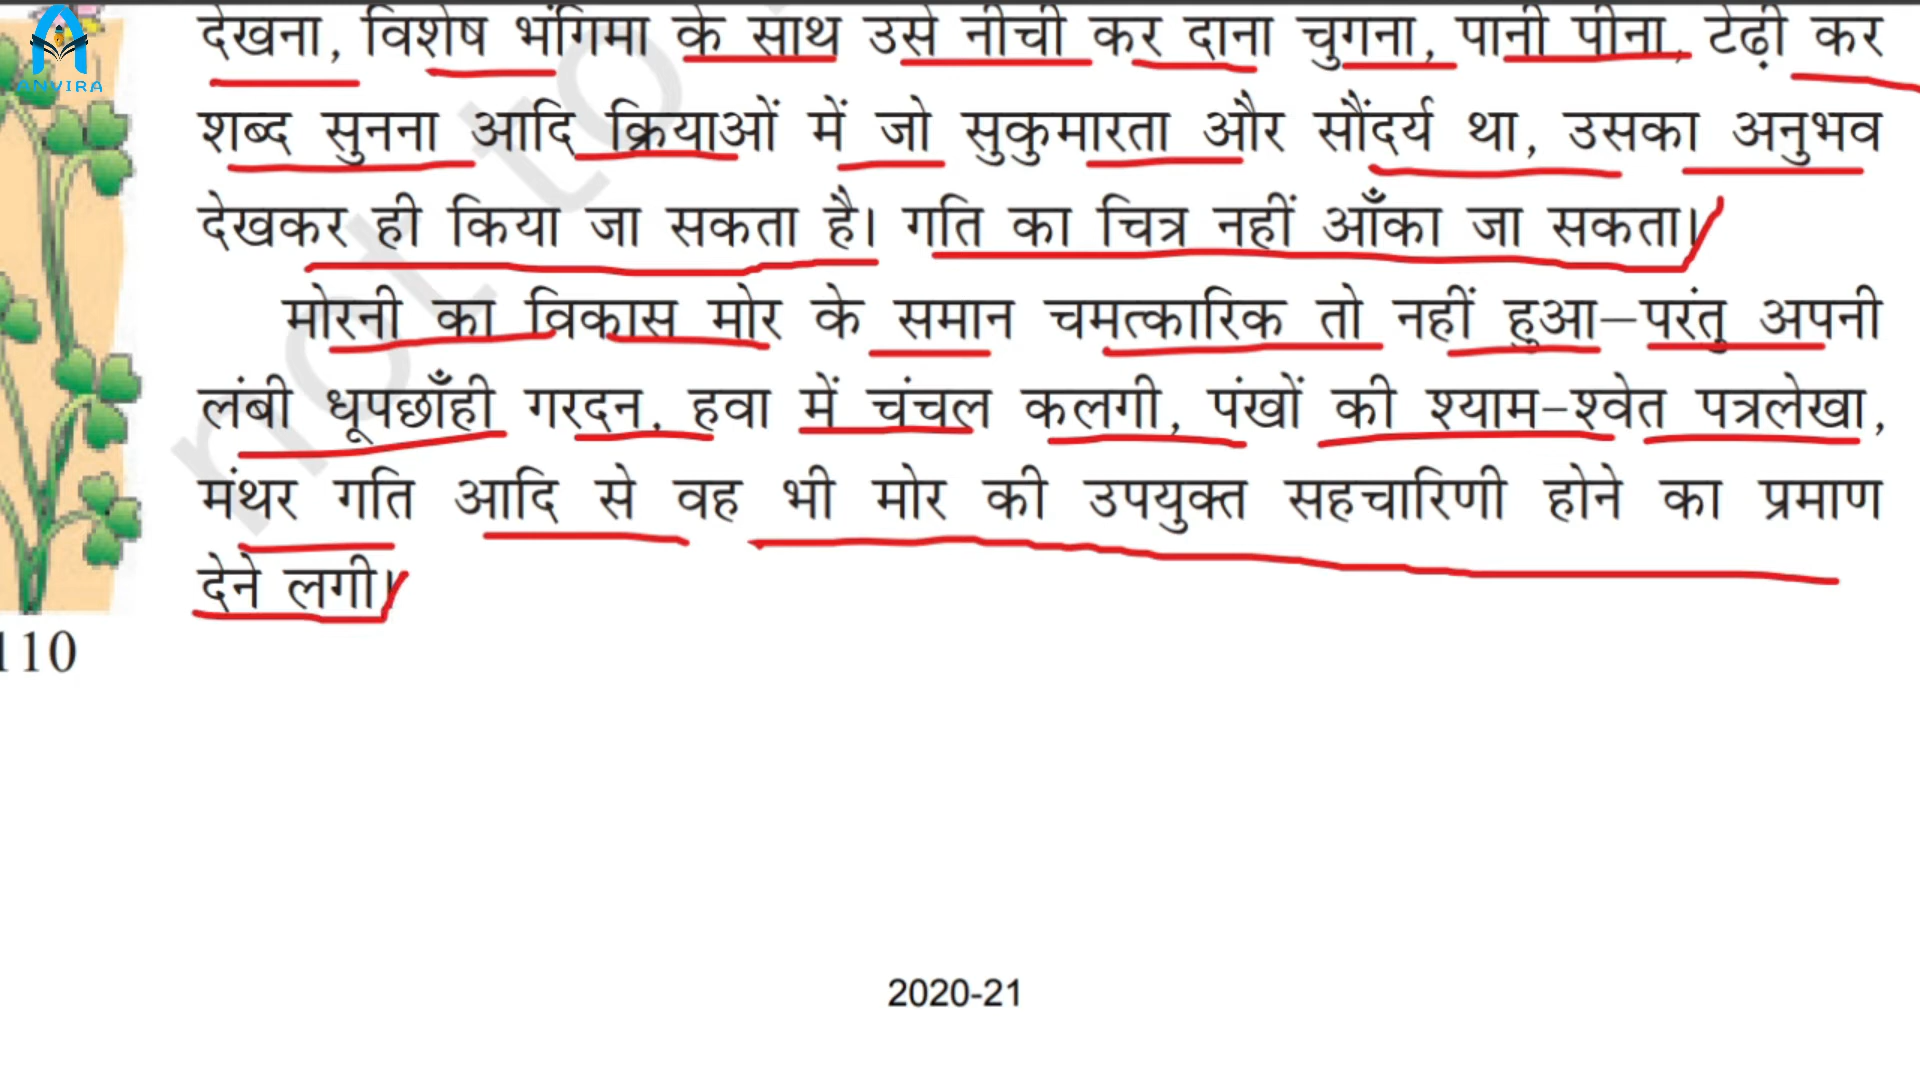 ANVIRA
देखना, विशेष भंगिमा के साथ उसे नीची कर दाना चुगना, पानी पीना, टेढ़ी कर
शब्द सुनना आदि क्रियाओं में जो सुकुमारता और सौंदर्य था, उसका अनुभव
देखकर ही किया जा सकता है। गति का चित्र नहीं आँका जा सकता।
मोरनी का विकास मोर के समान चमत्कारिक तो नहीं हुआ—परंतु अपनी
लंबी धूपछाँही गरदन, हवा में चंचल कलगी, पंखों की श्याम-श्वेत पत्रलेखा,
मंथर गति आदि से वह भी मोर की उपयुक्त सहचारिणी होने का प्रमाण
देने लगी।
110
not to
2020-21